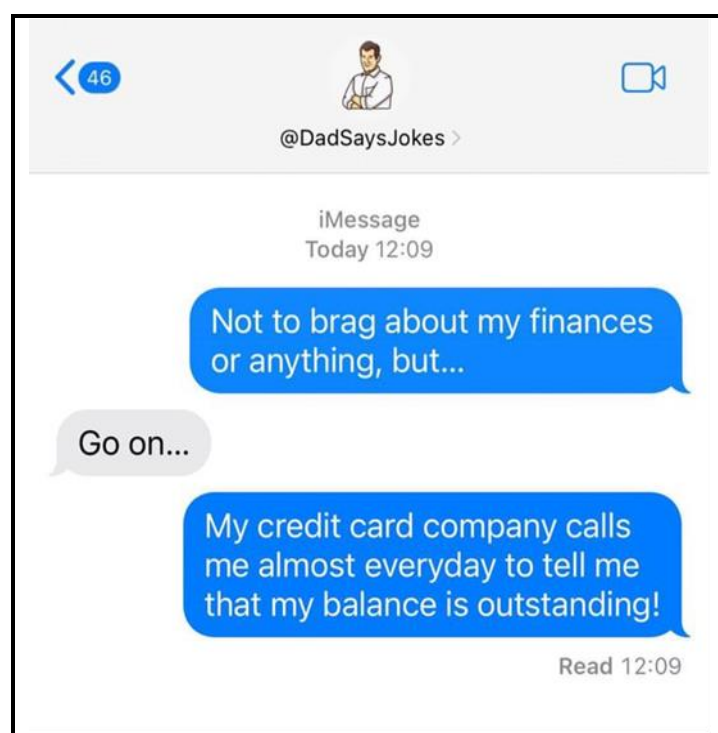 46
@DadSaysJokes
iMessage
Today 12:09
Not to brag about my finances
or anything, but...
Go on...
My credit card company calls
me almost everyday to tell me
that my balance is outstanding!
Read 12:09